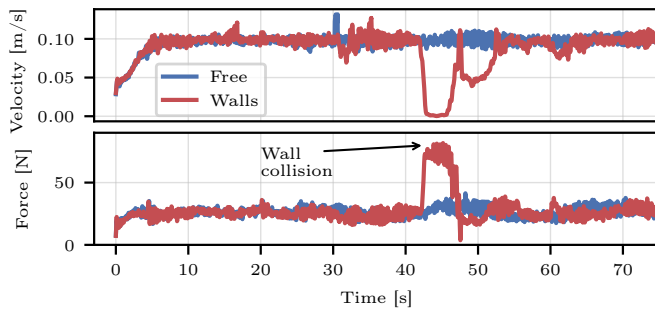 Velocity [m/s]
0.10
0.05
0.00
Free
Walls
Force [N]
50
0
Wall
collision
0 10 20 30 40 50 60 70
Time [s]